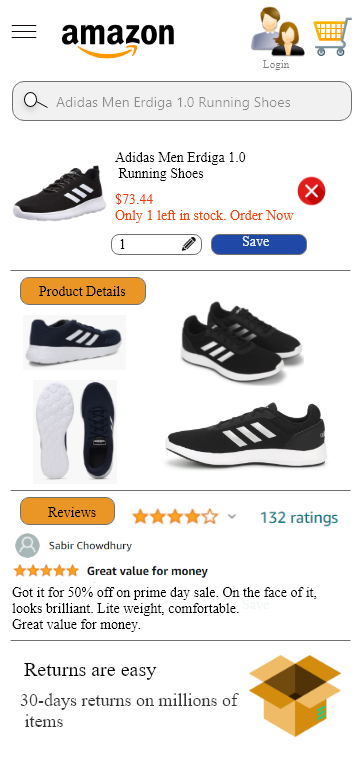 amazon
Login
Adidas Men Erdiga 1.0 Running Shoes
Adidas Men Erdiga 1.0
Running Shoes
$73.44
Only 1 left in stock. Order Now
1
Save
Product Details
Reviews
132 ratings
Sabir Chowdhury
Great value for money
Got it for 50% off on prime day sale. On the face of it,
looks brilliant. Lite weight, comfortable.
Save
Great value for money.
Returns are easy
30-days returns on millions of
items